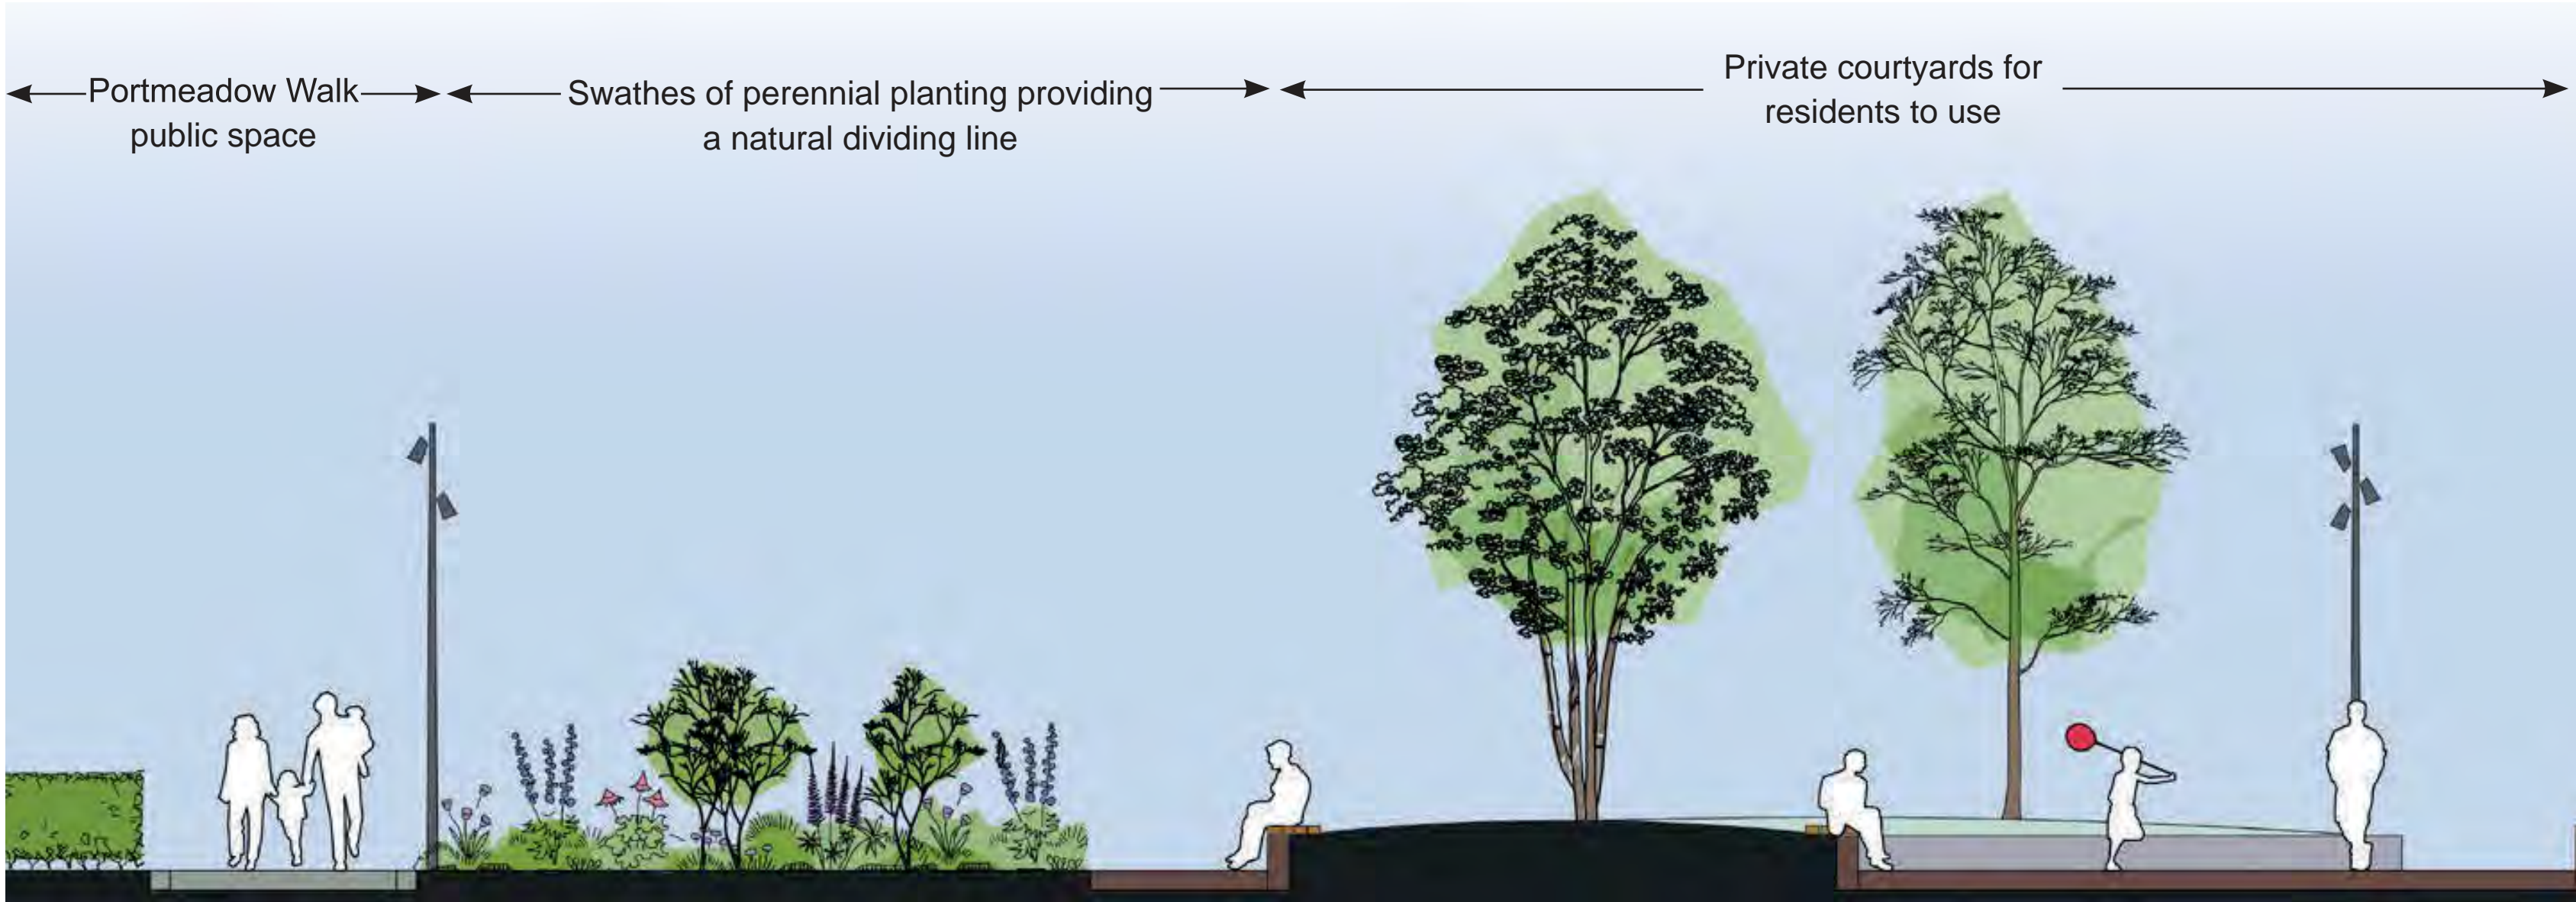 Portmeadow Walk
public space
Swathes of perennial planting providing
a natural dividing line
Private courtyards for
residents to use